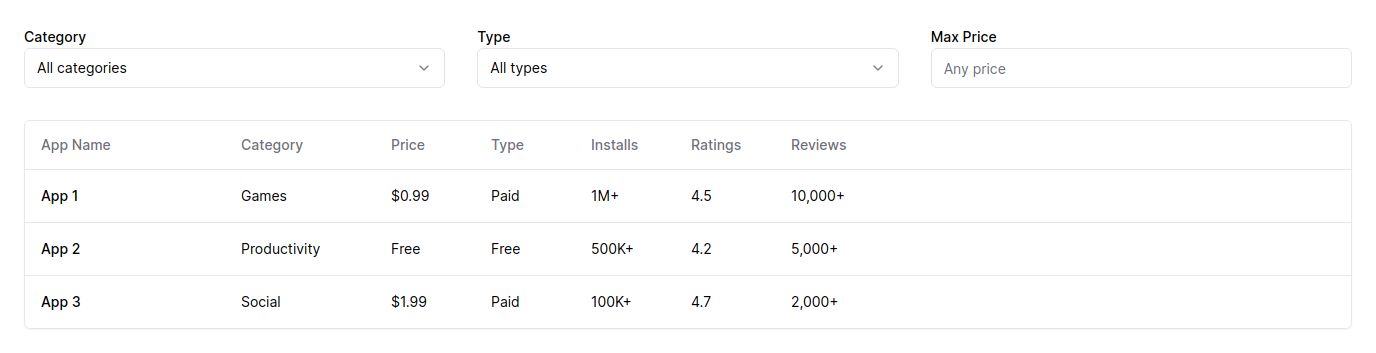 Category Type Max Price
All categories All types Any price
App Name Category Price Type Installs Ratings Reviews
App 1 Games $0.99 Paid 1M+ 4.5 10,000+
App 2 Productivity Free Free 500K+ 4.2 5,000+
App 3 Social $1.99 Paid 100K+ 4.7 2,000+